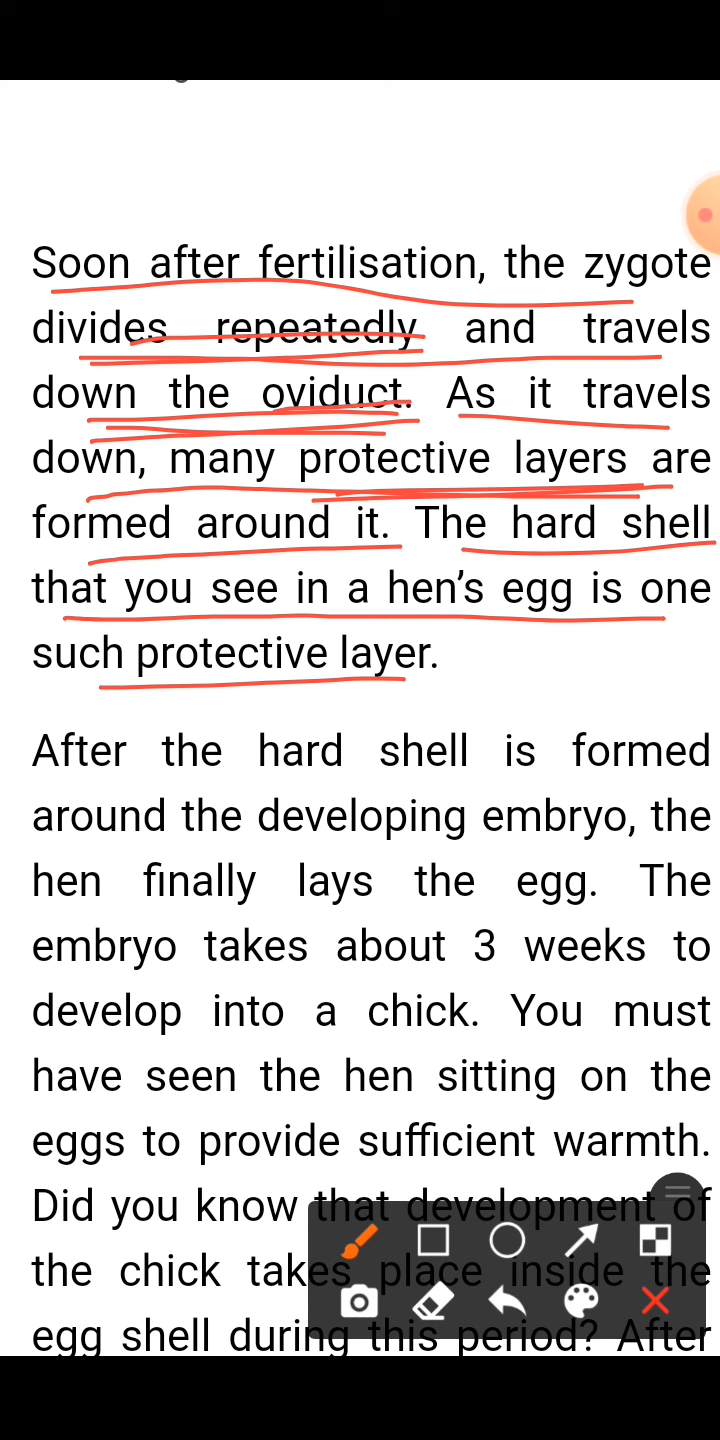 Soon after fertilisation, the zygote
divides repeatedly and travels
down the oviduct. As it travels
down, many protective layers are
formed around it. The hard shell
that you see in a hen’s egg is one
such protective layer.
After the hard shell is formed
around the developing embryo, the
hen finally lays the egg. The
embryo takes about 3 weeks to
develop into a chick. You must
have seen the hen sitting on the
eggs to provide sufficient warmth.
Did you know that development of
the chick takes place inside the
egg shell during this period? After